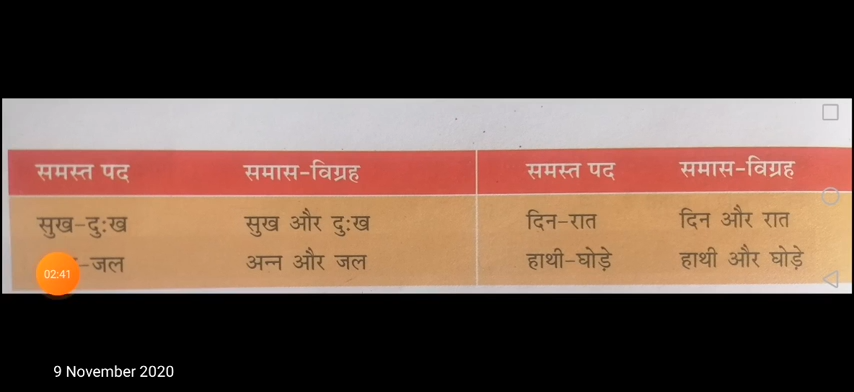 समस्त पद समास-विग्रह समस्त पद समास-विग्रह
सुख-दुःख सुख और दुःख दिन-रात दिन और रात
-जल अन्न और जल हाथी-घोड़े हाथी और घोड़े
02:41
9 November 2020